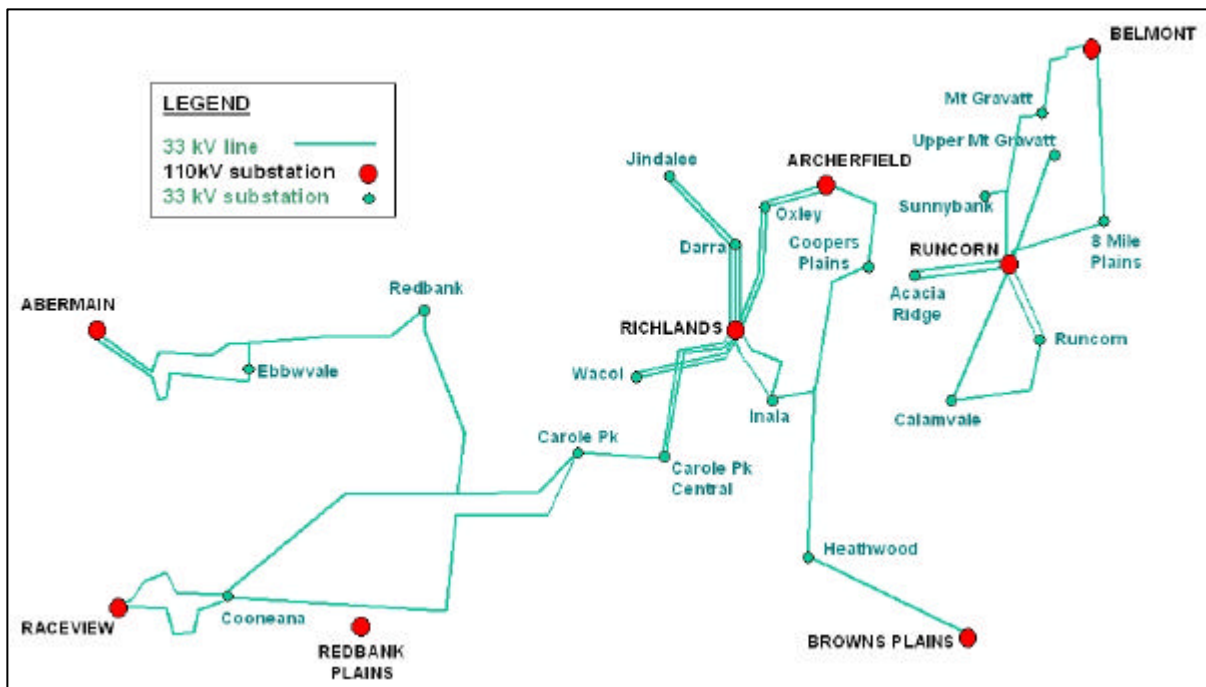 BELMONT
LEGEND
33 kV line
110kV substation
33 kV substation
Mt Gravatt
Upper Mt Gravatt
Jindalee
ARCHERFIELD
Oxley
Sunnybank
Darra
Coopers
Plains
RUNCORN
8 Mile
Plains
Redbank
Acacia
Ridge
ABERMAIN
RICHLANDS
Runcorn
Ebbwvale
Wacol
Inala
Calamvale
Carole Pk
Carole Pk
Central
Heathwood
Cooneana
RACEVIEW
REDBANK
PLAINS
BROWNS PLAINS